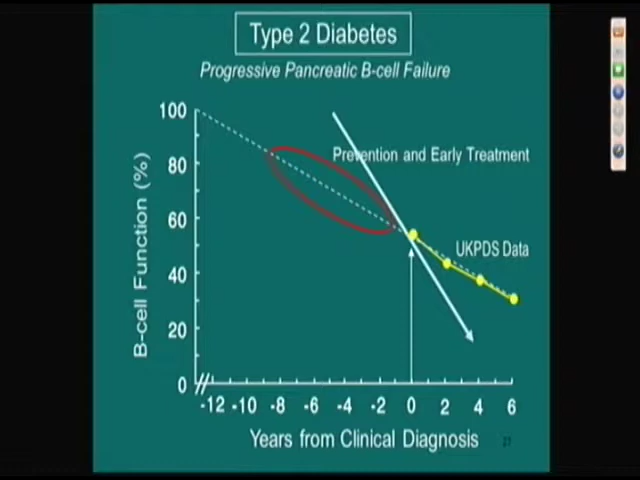 Type 2 Diabetes
Progressive Pancreatic B-cell Failure
100
80
60
40
20
0
B-cell Function (%)
Prevention and Early Treatment
UKPDS Data
-12 -10 -8 -6 -4 -2 0 2 4 6
Years from Clinical Diagnosis